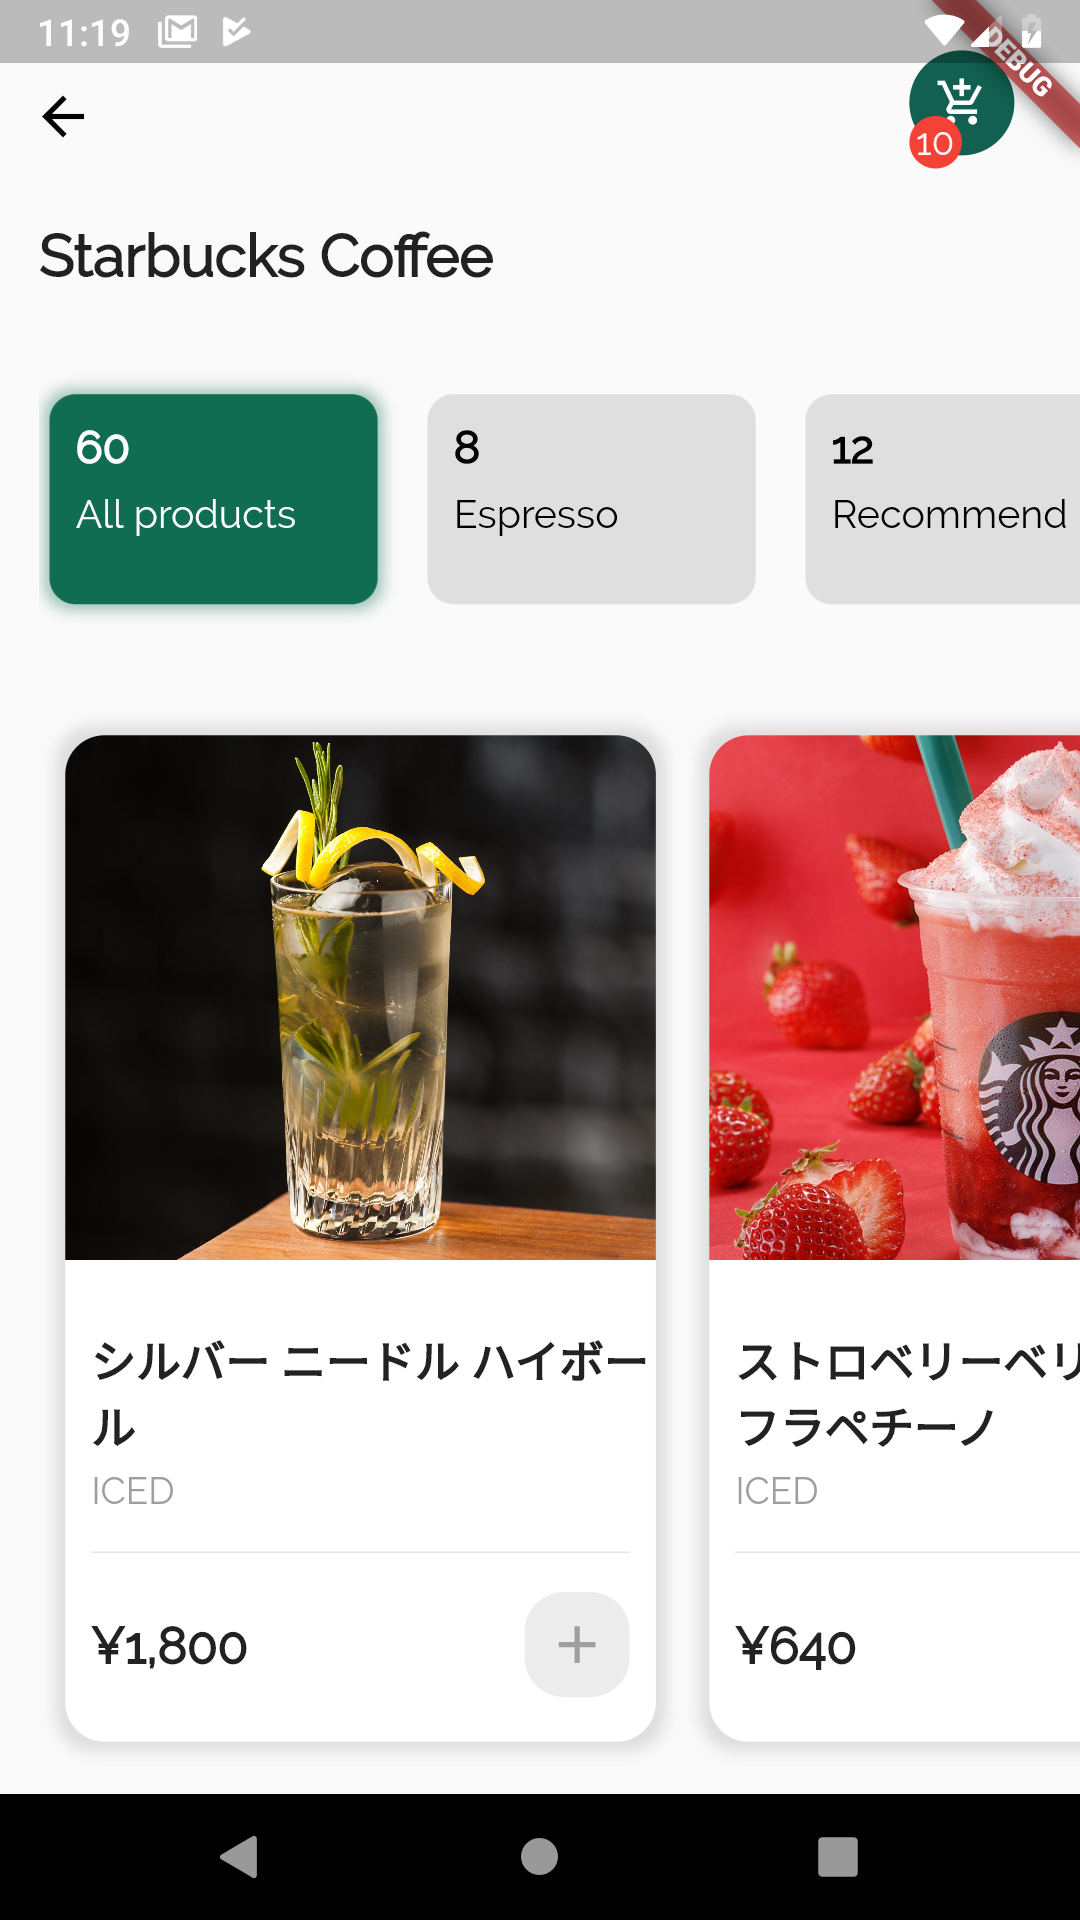 11:19
DEBUG
10
Starbucks Coffee
60
All products
8
Espresso
12
Recommend
シルバー ニードル ハイボー
ル
ICED
¥1,800
ストロベリーベリ
フラペチーノ
ICED
¥640